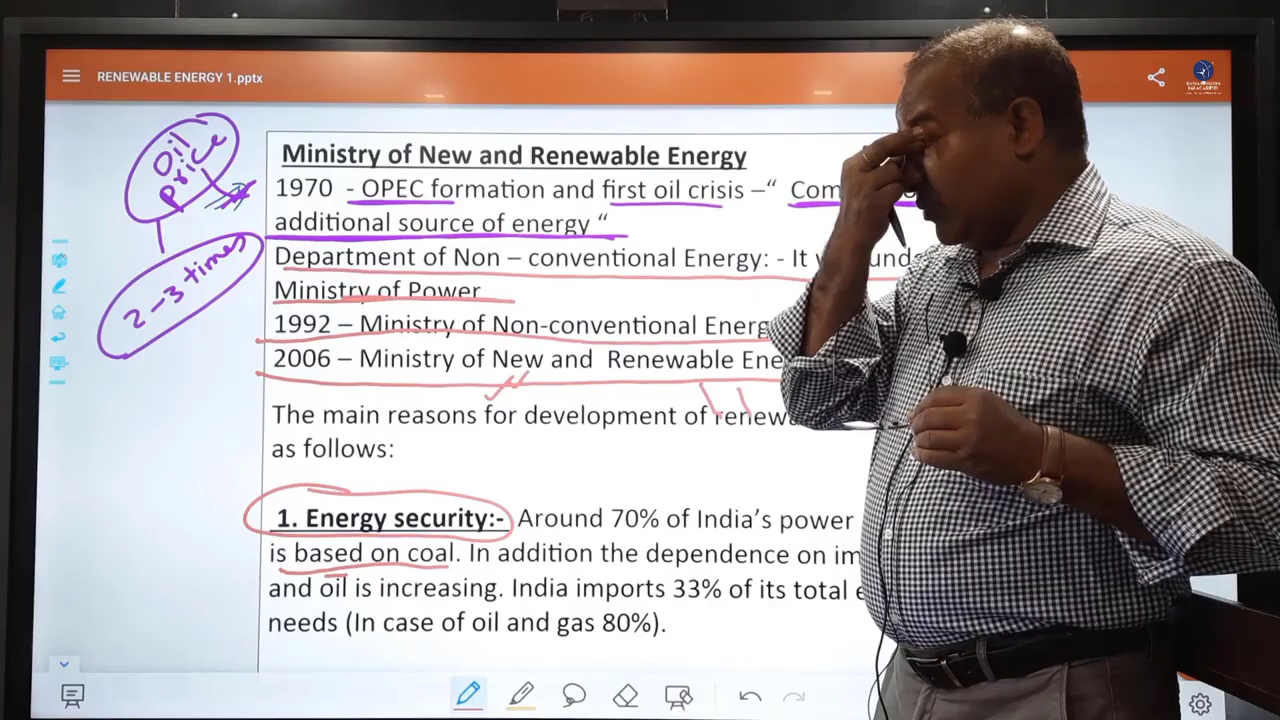 RENEWABLE ENERGY 1.pptx
Oil
Price
2-3 times
Ministry of New and Renewable Energy
1970 - OPEC formation and first oil crisis –“ Com
additional source of energy “
Department of Non – conventional Energy: - It
Ministry of Power
1992 – Ministry of Non-conventional Energ
2006 – Ministry of New and Renewable Ene
The main reasons for development of renewa
as follows:
1. Energy security:- Around 70% of India’s power
is based on coal. In addition the dependence on im
and oil is increasing. India imports 33% of its total e
needs (In case of oil and gas 80%).